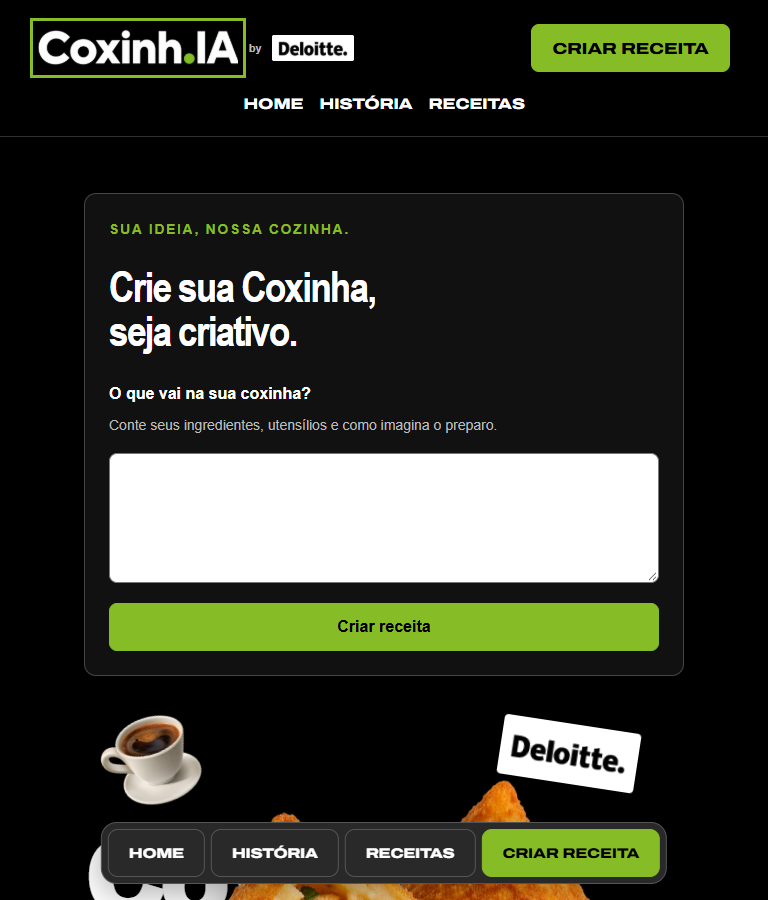 Coxinh.IA by Deloitte.
CRIAR RECEITA
HOME HISTÓRIA RECEITAS
SUA IDEIA, NOSSA COZINHA.
Crie sua Coxinha,
seja criativo.
O que vai na sua coxinha?
Conte seus ingredientes, utensílios e como imagina o preparo.
Criar receita
Deloitte.
HOME HISTÓRIA RECEITAS CRIAR RECEITA